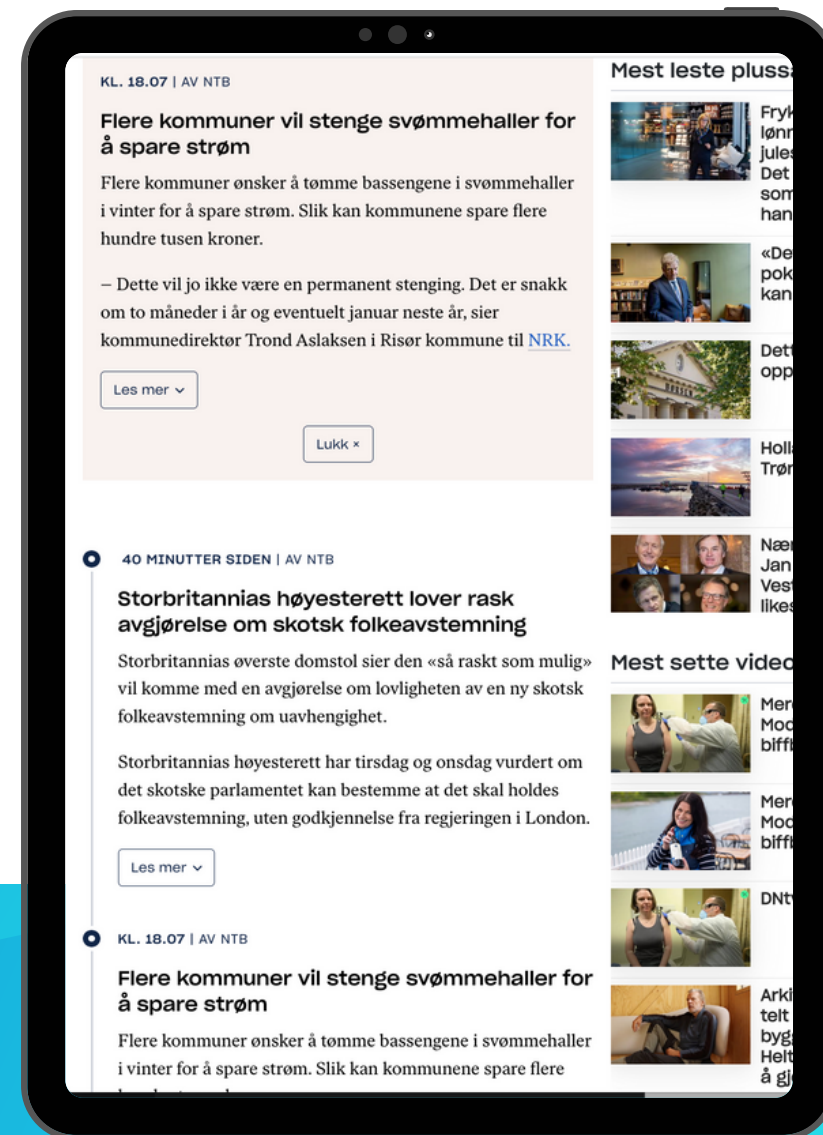 KL. 18.07 | AV NTB
Flere kommuner vil stenge svømmehaller for
å spare strøm
Flere kommuner ønsker å tømme bassengene i svømmehaller
i vinter for å spare strøm. Slik kan kommunene spare flere
hundre tusen kroner.
– Dette vil jo ikke være en permanent stenging. Det er snakk
om to måneder i år og eventuelt januar neste år, sier
kommunedirektør Trond Aslaksen i Risør kommune til NRK.
Les mer
Lukk ×
40 MINUTTER SIDEN | AV NTB
Storbritannias høyesterett lover rask
avgjørelse om skotsk folkeavstemning
Storbritannias øverste domstol sier den «så raskt som mulig»
vil komme med en avgjørelse om lovligheten av en ny skotsk
folkeavstemning om uavhengighet.
Storbritannias høyesterett har tirsdag og onsdag vurdert om
det skotske parlamentet kan bestemme at det skal holdes
folkeavstemning, uten godkjennelse fra regjeringen i London.
Les mer
KL. 18.07 | AV NTB
Flere kommuner vil stenge svømmehaller for
å spare strøm
Flere kommuner ønsker å tømme bassengene i svømmehaller
i vinter for å spare strøm. Slik kan kommunene spare flere
Mest leste
Det
som
«De
kan
Jan
Mest sette
å